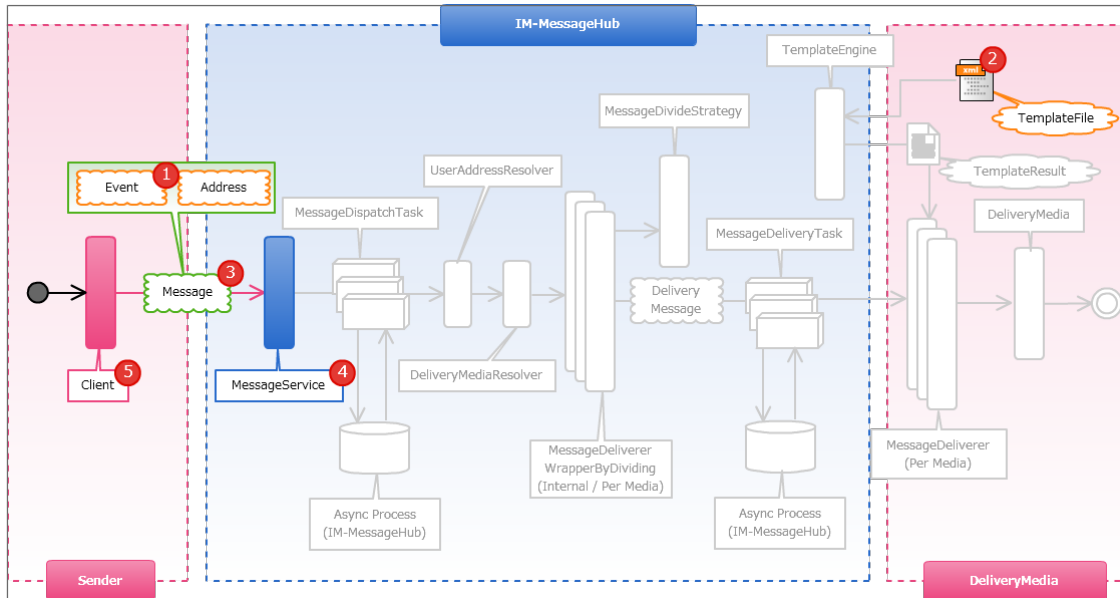 IM-MessageHub
TemplateEngine
2
xml
TemplateFile
MessageDivideStrategy
1
Event
Address
UserAddressResolver
TemplateResult
MessageDispatchTask
MessageDeliveryTask
DeliveryMedia
3
Message
Delivery
Message
5
Client
MessageService
4
DeliveryMediaResolver
MessageDeliverer
WrapperByDividing
(Internal / Per Media)
MessageDeliverer
(Per Media)
Async Process
(IM-MessageHub)
Async Process
(IM-MessageHub)
Sender
DeliveryMedia